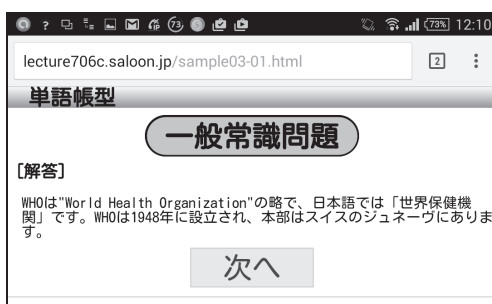 73 73% 12:10
lecture706c.saloon.jp/sample03-01.html 2
単語帳型
一般常識問題
[解答]
WHOは"World Health Organization"の略で、日本語では「世界保健機
関」です。WHOは1948年に設立され、本部はスイスのジュネーヴにありま
す。
次へ